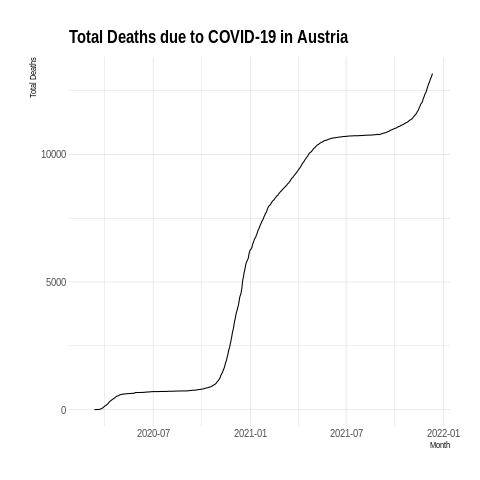 Total Deaths due to COVID-19 in Austria
Total Deaths
10000
5000
0
2020-07
2021-01
2021-07
2022-01
Month